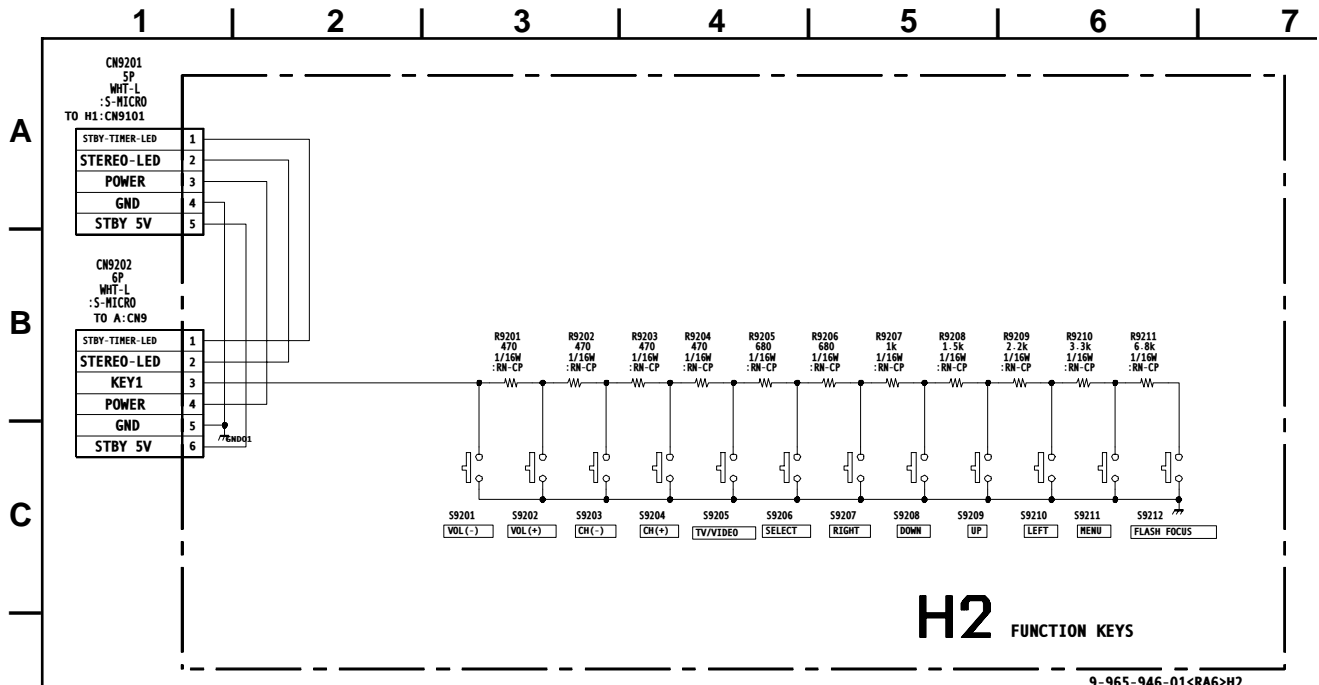 1 2 3 4 5 6 7
A
B
C
CN9201
5P
WHT-L
:S-MICRO
TO H1:CN9101
STBY-TIMER-LED 1
STEREO-LED 2
POWER 3
GND 4
STBY 5V 5
CN9202
6P
WHT-L
:S-MICRO
TO A:CN9
STBY-TIMER-LED 1
STEREO-LED 2
KEY1 3
POWER 4
GND 5
STBY 5V 6
GND01
R9201 R9202 R9203 R9204 R9205 R9206 R9207 R9208 R9209 R9210 R9211
470 470 470 470 680 680 1k 1.5k 2.2k 3.3k 6.8k
1/16W 1/16W 1/16W 1/16W 1/16W 1/16W 1/16W 1/16W 1/16W 1/16W 1/16W
:RN-CP :RN-CP :RN-CP :RN-CP :RN-CP :RN-CP :RN-CP :RN-CP :RN-CP :RN-CP :RN-CP
S9201 S9202 S9203 S9204 S9205 S9206 S9207 S9208 S9209 S9210 S9211 S9212
VOL(-) VOL(+) CH(-) CH(+) TV/VIDEO SELECT RIGHT DOWN UP LEFT MENU FLASH FOCUS
H2 FUNCTION KEYS
9-965-946-01<RA6>H2